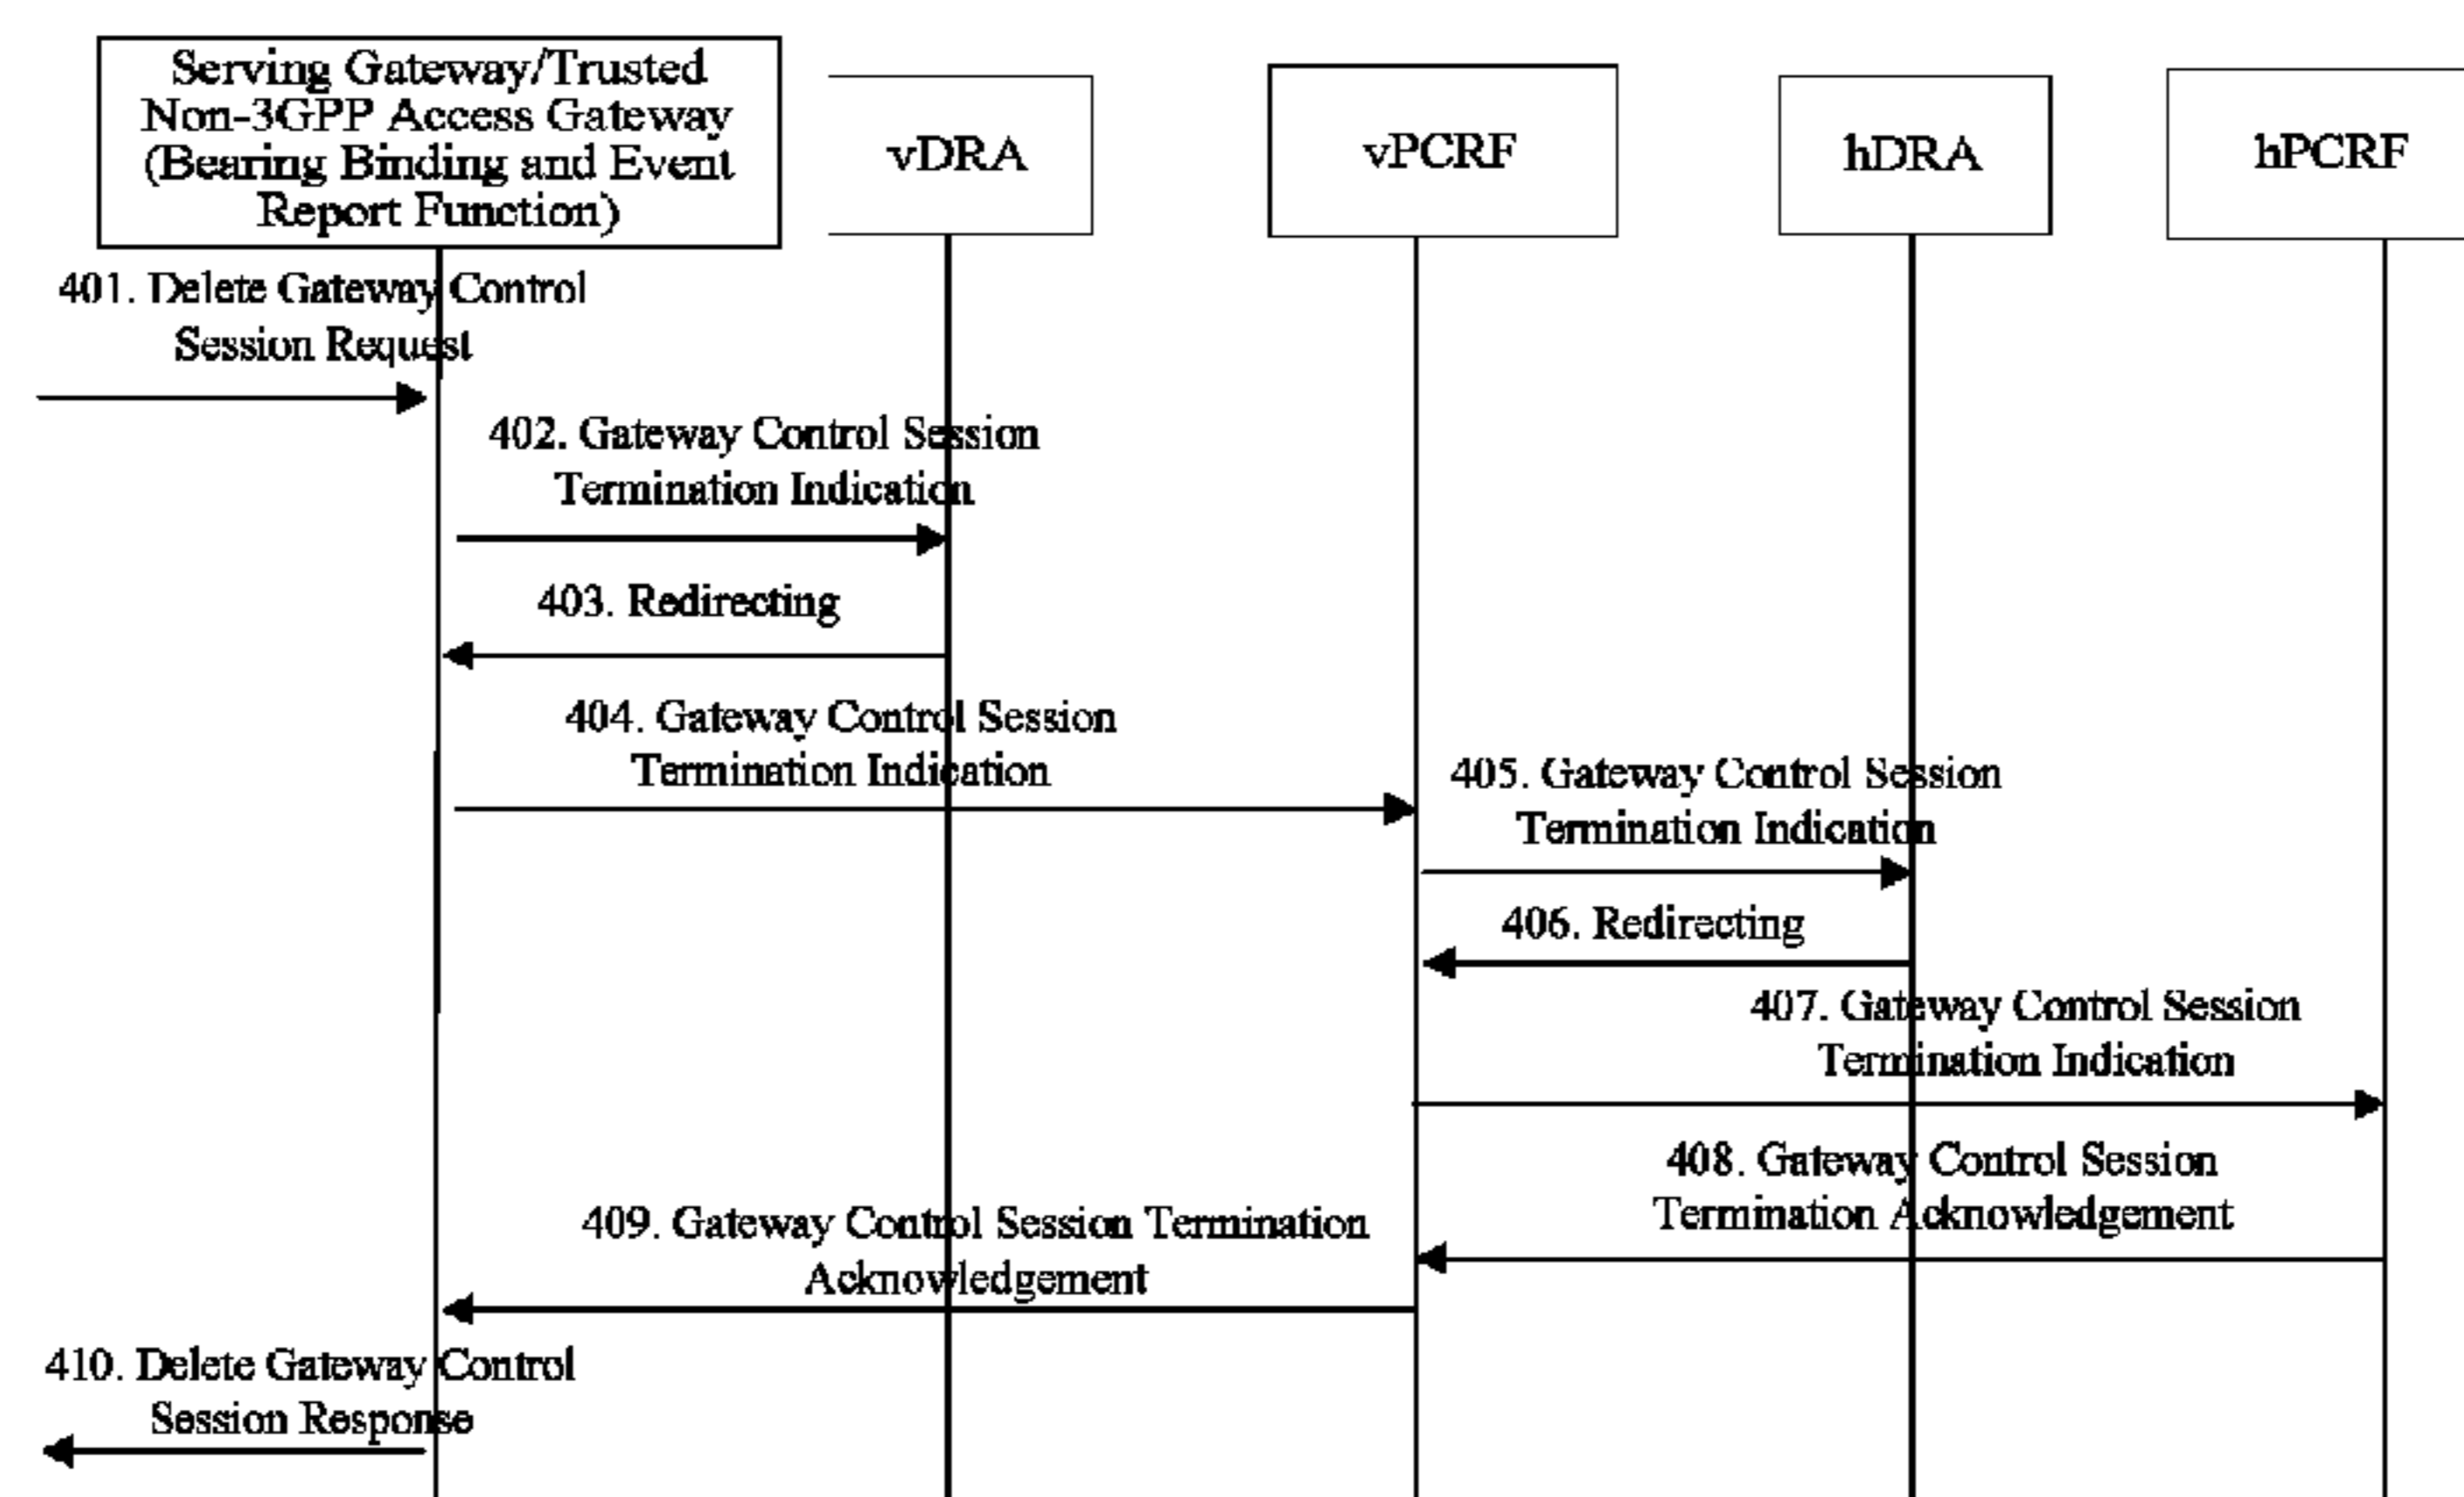 Serving Gateway/Trusted
Non-3GPP Access Gateway
(Bearing Binding and Event
Report Function)
vDRA
vPCRF
hDRA
hPCRF
401. Delete Gateway Control
Session Request
402. Gateway Control Session
Termination Indication
403. Redirecting
404. Gateway Control Session
Termination Indication
405. Gateway Control Session
Termination Indication
406. Redirecting
407. Gateway Control Session
Termination Indication
408. Gateway Control Session
Termination Acknowledgement
409. Gateway Control Session Termination
Acknowledgement
410. Delete Gateway Control
Session Response